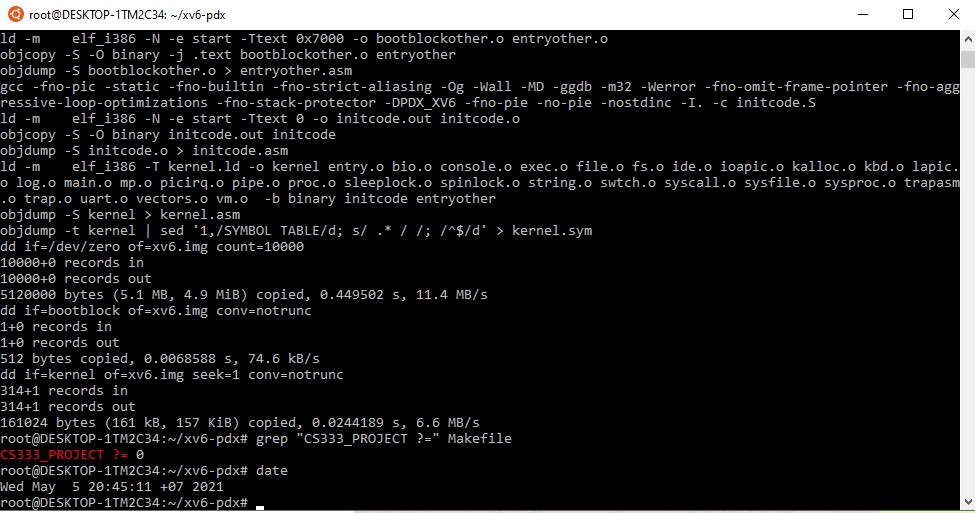 root@DESKTOP-1TM2C34: ~/xv6-pdx
ld -m    elf_i386 -N -e start -Ttext 0x7000 -o bootblockother.o entryother.o
objcopy -S -O binary -j .text bootblockother.o entryother
objdump -S bootblockother.o > entryother.asm
gcc -fno-pic -static -fno-builtin -fno-strict-aliasing -Og -Wall -MD -ggdb -m32 -Werror -fno-omit-frame-pointer -fno-agg
ressive-loop-optimizations -fno-stack-protector -DPDX_XV6 -fno-pie -no-pie -nostdinc -I. -c initcode.S
ld -m    elf_i386 -N -e start -Ttext 0 -o initcode.out initcode.o
objcopy -S -O binary initcode.out initcode
objdump -S initcode.o > initcode.asm
ld -m    elf_i386 -T kernel.ld -o kernel entry.o bio.o console.o exec.o file.o fs.o ide.o ioapic.o kalloc.o kbd.o lapic.
o log.o main.o mp.o picirq.o pipe.o proc.o sleeplock.o spinlock.o string.o swtch.o syscall.o sysfile.o sysproc.o trapasm
.o trap.o uart.o vectors.o vm.o  -b binary initcode entryother
objdump -S kernel > kernel.asm
objdump -t kernel | sed '1,/SYMBOL TABLE/d; s/ .* / /; /^$/d' > kernel.sym
dd if=/dev/zero of=xv6.img count=10000
10000+0 records in
10000+0 records out
5120000 bytes (5.1 MB, 4.9 MiB) copied, 0.449502 s, 11.4 MB/s
dd if=bootblock of=xv6.img conv=notrunc
1+0 records in
1+0 records out
512 bytes copied, 0.0068588 s, 74.6 kB/s
dd if=kernel of=xv6.img seek=1 conv=notrunc
314+1 records in
314+1 records out
161024 bytes (161 kB, 157 KiB) copied, 0.0244189 s, 6.6 MB/s
root@DESKTOP-1TM2C34:~/xv6-pdx# grep "CS333_PROJECT ?=" Makefile
CS333_PROJECT ?= 0
root@DESKTOP-1TM2C34:~/xv6-pdx# date
Wed May  5 20:45:11 +07 2021
root@DESKTOP-1TM2C34:~/xv6-pdx#